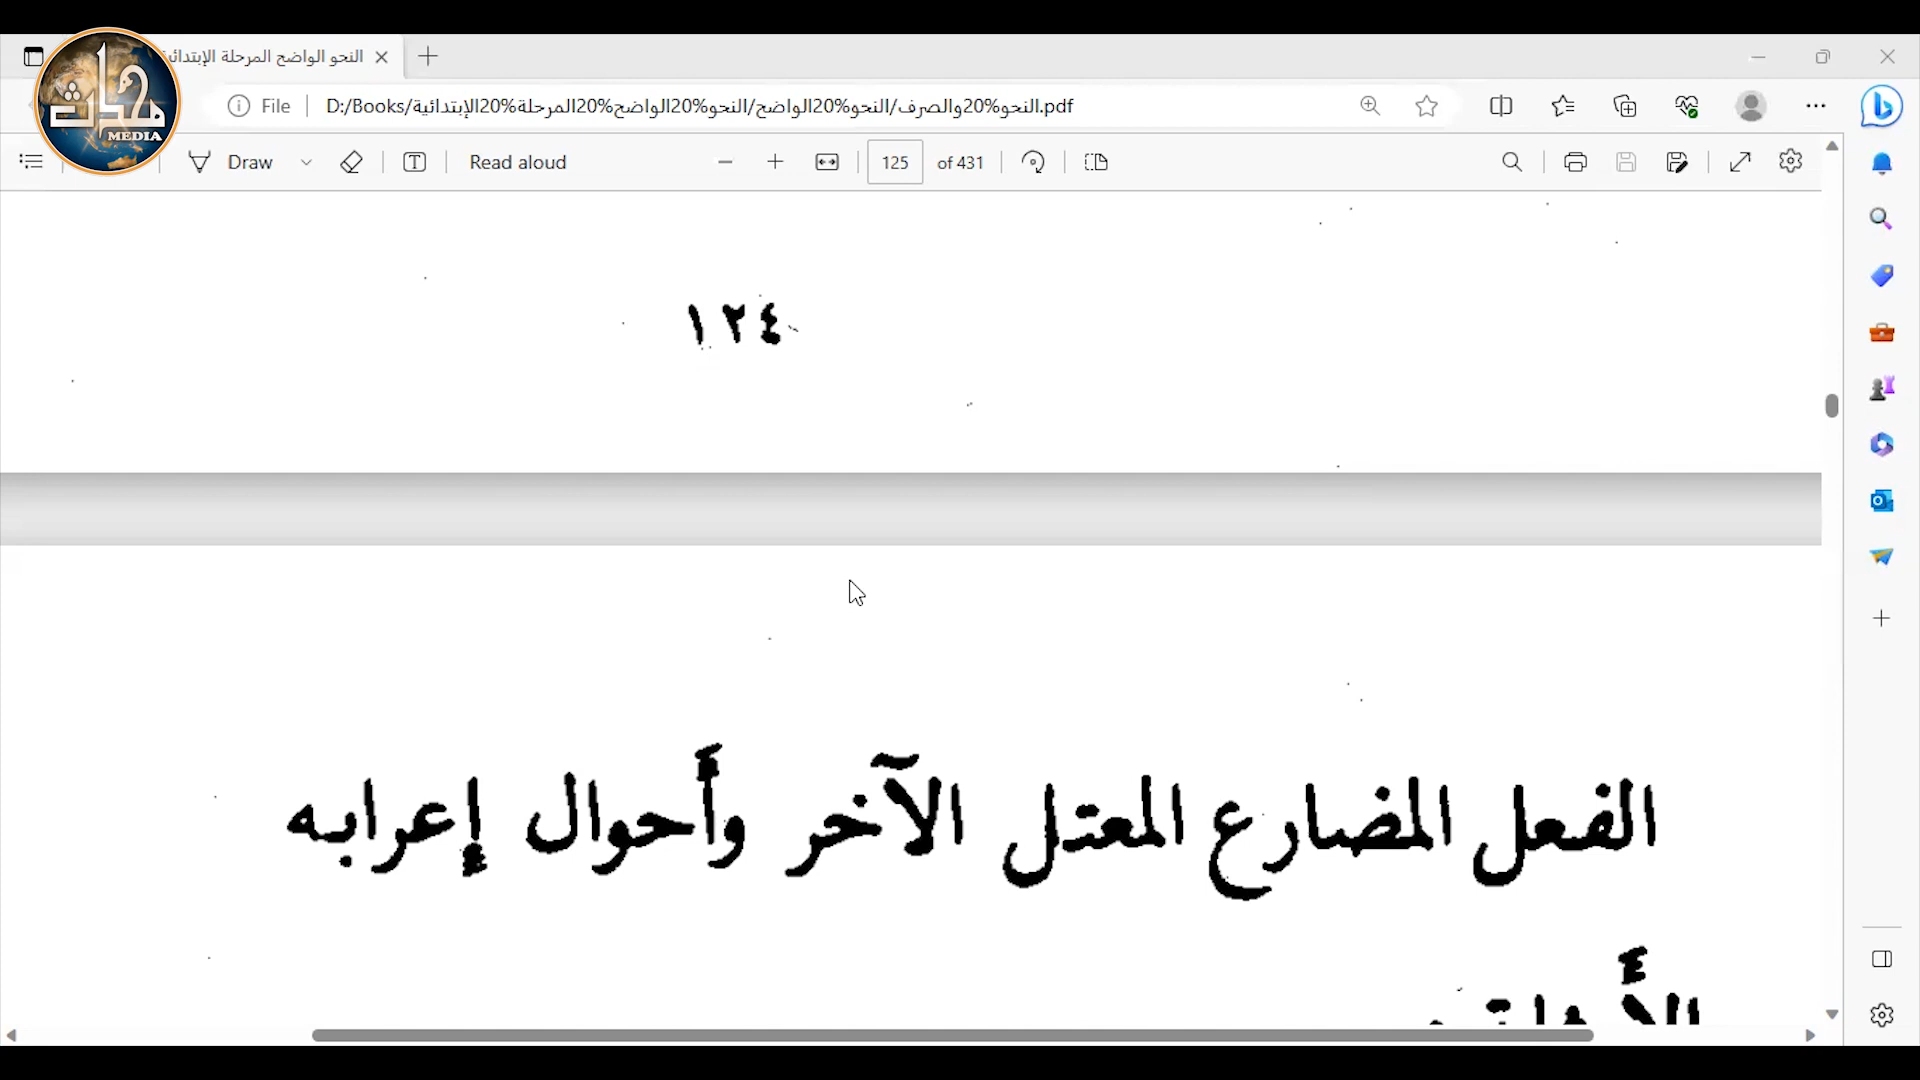 النحو الواضح المرحلة الإبتدائية
File
D:/Books/النحو%20والصرف/النحو%20الواضح/النحو%20الواضح%20المرحلة%20الإبتدائية.pdf
MEDIA
Draw
Read aloud
125
of 431
١٢٤
الفعل المضارع المعتل الآخر وأحوال إعرابه